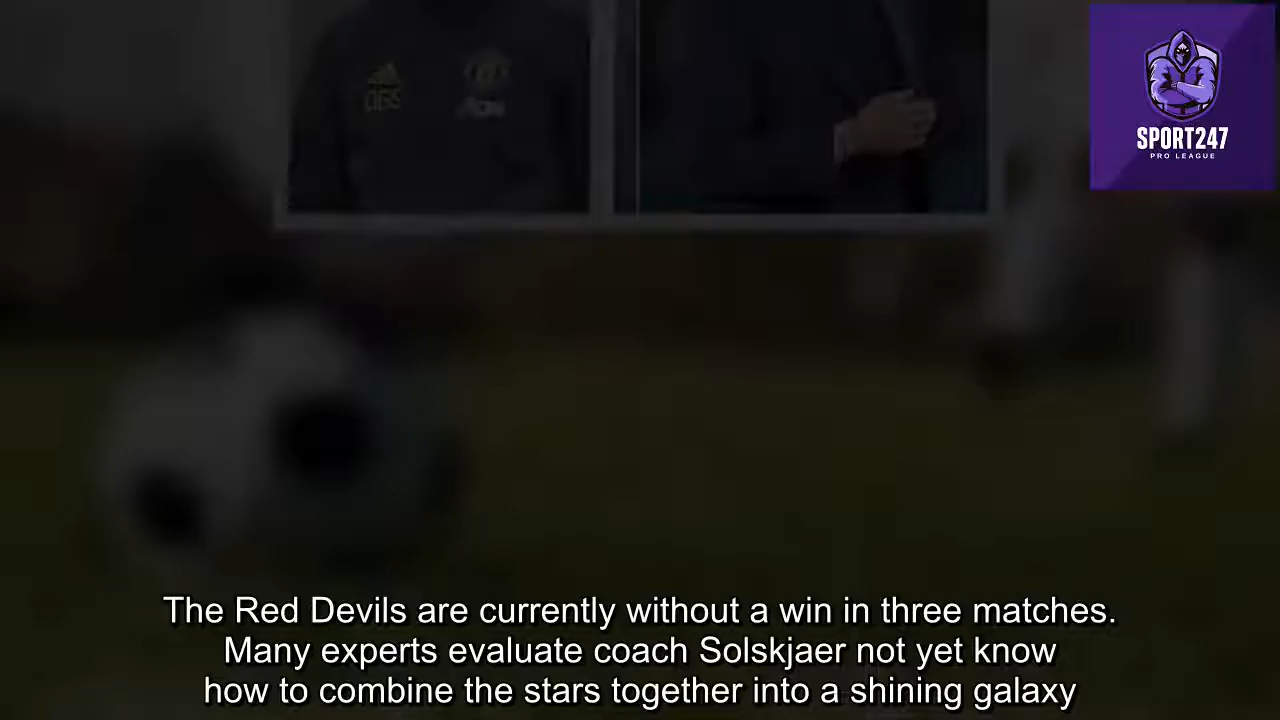 SPORT247
PRO LEAGUE
The Red Devils are currently without a win in three matches.
Many experts evaluate coach Solskjaer not yet know
how to combine the stars together into a shining galaxy